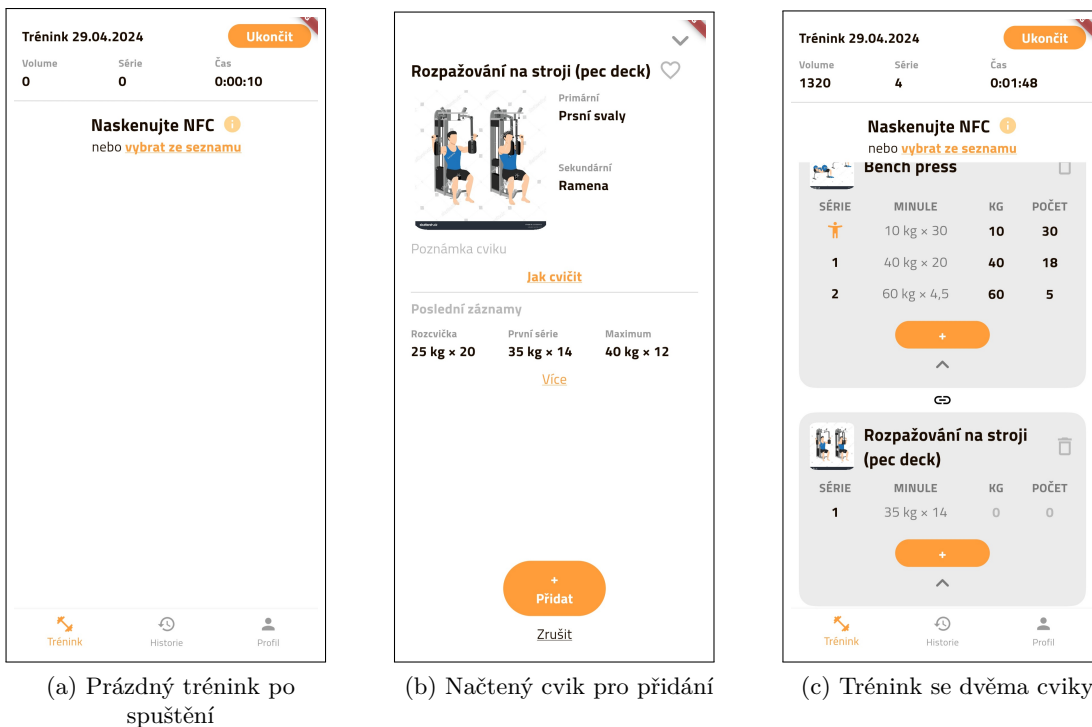 Trénink 29.04.2024
Ukončit
Volume Série Čas
0 0 0:00:10
Naskenujte NFC
nebo vybrat ze seznamu
Trénink Historie Profil
(a) Prázdný trénink po
spuštění
Rozpažování na stroji (pec deck)
Primární
Prsní svaly
Sekundární
Ramena
Poznámka cviku
Jak cvičit
Poslední záznamy
Rozcvička První série Maximum
25 kg × 20 35 kg × 14 40 kg × 12
Více
+
Přidat
Zrušit
(b) Načtený cvik pro přidání
Trénink 29.04.2024
Ukončit
Volume Série Čas
1320 4 0:01:48
Naskenujte NFC
nebo vybrat ze seznamu
Bench press
SÉRIE MINULE KG POČET
10 kg × 30 10 30
1 40 kg × 20 40 18
2 60 kg × 4,5 60 5
+
Rozpažování na stroji
(pec deck)
SÉRIE MINULE KG POČET
1 35 kg × 14 0 0
+
Trénink Historie Profil
(c) Trénink se dvěma cviky